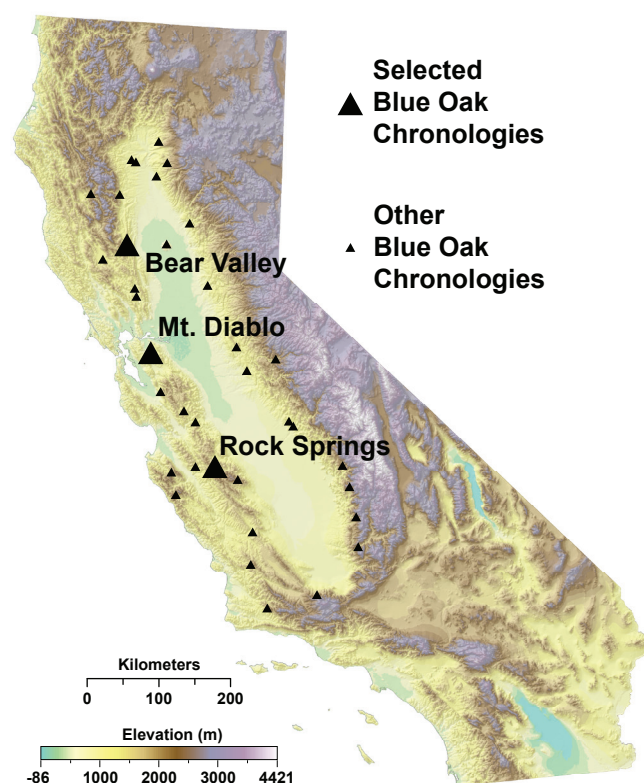 Selected
Blue Oak
Chronologies
Other
Blue Oak
Chronologies
Bear Valley
Mt. Diablo
Rock Springs
Kilometers
0 100 200
Elevation (m)
-86 1000 2000 3000 4421